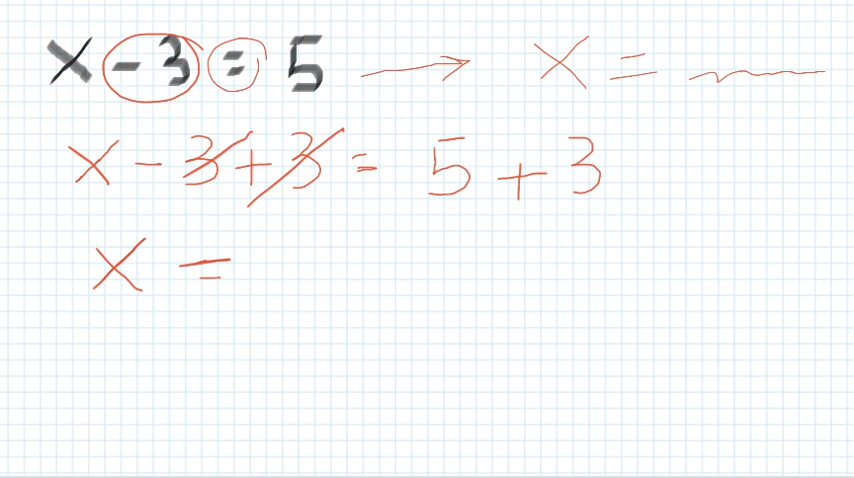 x - 3 = 5 → x =
x - 3 + 3 = 5 + 3
x =